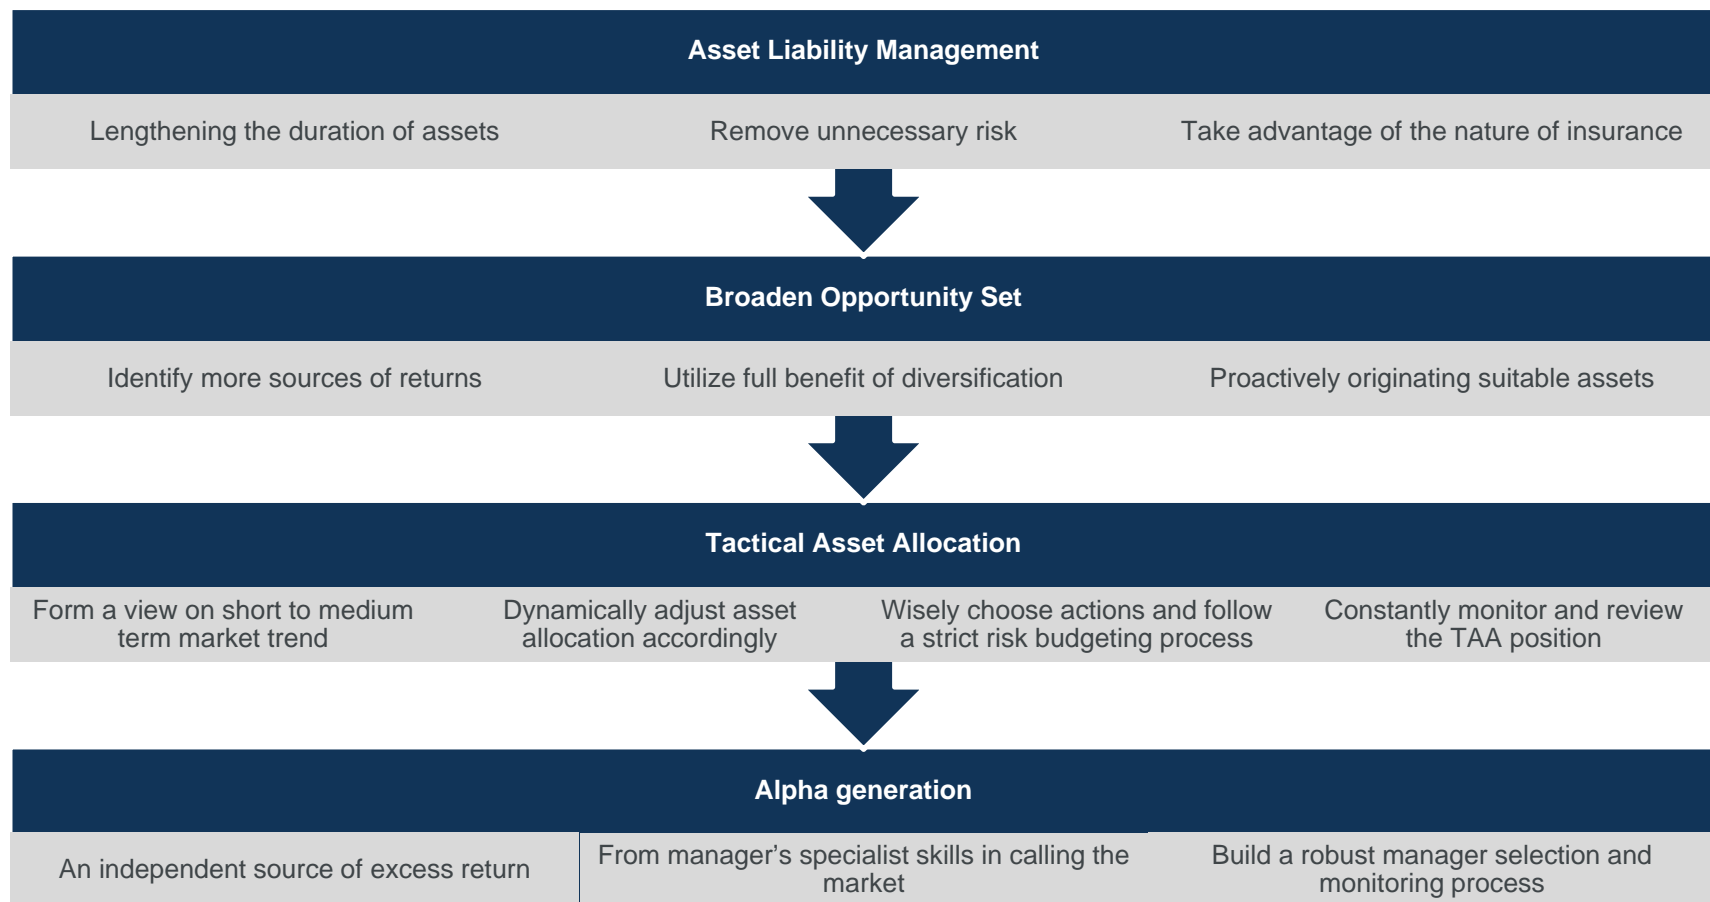 Asset Liability Management
Lengthening the duration of assets
Remove unnecessary risk
Take advantage of the nature of insurance
Broaden Opportunity Set
Identify more sources of returns
Utilize full benefit of diversification
Proactively originating suitable assets
Tactical Asset Allocation
Form a view on short to medium
term market trend
Dynamically adjust asset
allocation accordingly
Wisely choose actions and follow
a strict risk budgeting process
Constantly monitor and review
the TAA position
Alpha generation
An independent source of excess return
From manager’s specialist skills in calling the
market
Build a robust manager selection and
monitoring process